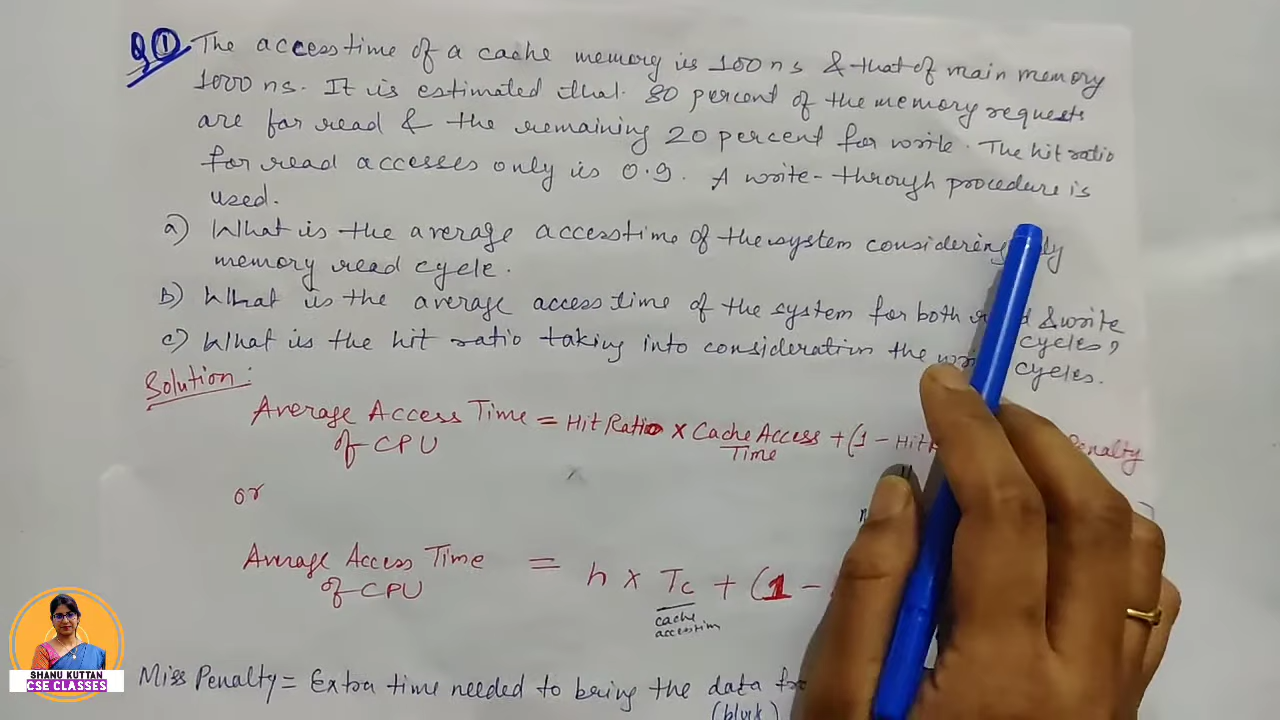 Q① The access time of a cache memory is 100 ns & that of main memory
1000 ns. It is estimated that 80 percent of the memory requests
are for read & the remaining 20 percent for write. The hit ratio
for read accesses only is 0.9. A write-through procedure is
used.
a) What is the average access time of the system considering
memory read cycle.
b) What is the average access time of the system for both & write
cycles?
c) What is the hit ratio taking into consideration the
cycles.
Solution:
Average Access Time = Hit Ratio × Cache Access + (1 - Penalty
of CPU Time
or
Average Access Time = h × Tc + (1 -
of CPU cache
Miss Penalty = Extra time needed to bring the data
(block)
SHANU KUTTAN
CSE CLASSES